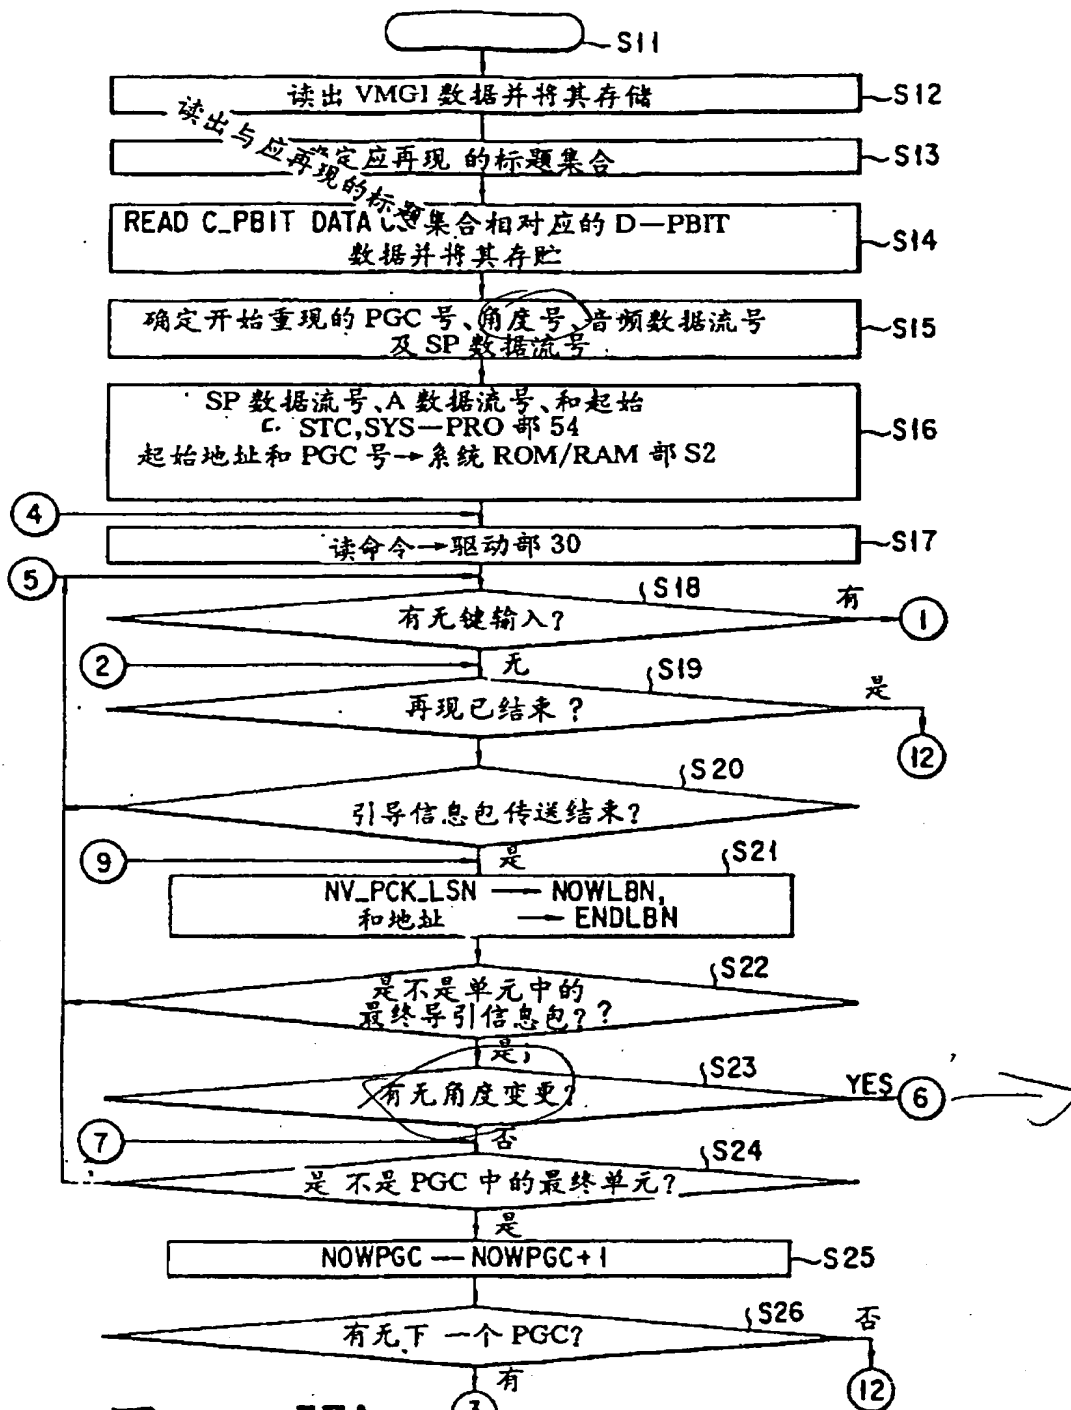 S11
读出 VMGI 数据并将其存储
S12
读出与应再现的标题
定应再现 的标题集合
S13
READ C_PBIT DATA 集合相对应的 D—PBIT
数据并将其存贮
S14
确定开始重现的 PGC 号、角度号、音频数据流号
及 SP 数据流号
S15
SP 数据流号、A 数据流号、和起始
STC,SYS—PRO 部 54
起始地址和 PGC 号→系统 ROM/RAM 部 S2
S16
4
读命令→驱动部 30
S17
5
S18
有无键输入?
有
1
2
无
S19
再现已结束?
是
12
S20
引导信息包传送结束?
9
是
S21
NV_PCK_LSN → NOWLBN,
和地址 → ENDLBN
S22
是不是单元中的
最终导引信息包??
是;
S23
有无角度变更?
YES
6
7
否
S24
是 不是 PGC 中的最终单元?
是
NOWPGC — NOWPGC+1
S25
S26
有无下 一个 PGC?
否
12
有
3